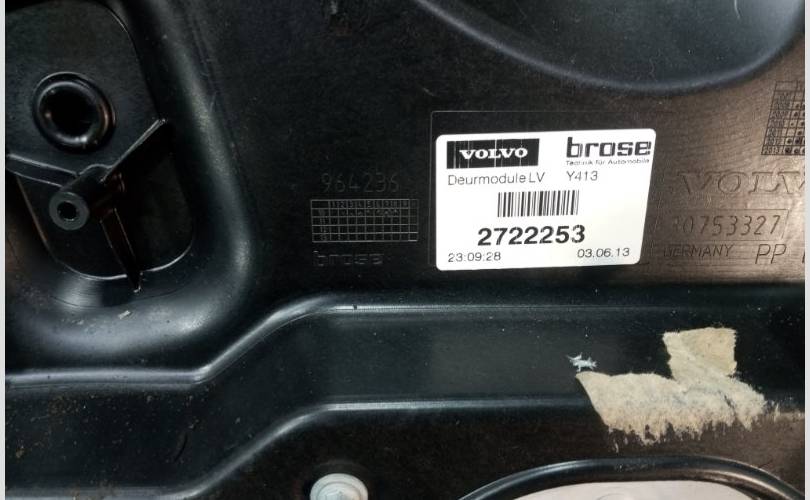 VOLVO brose
Technik für Automobile
Deurmodule LV Y413
2722253
23:09:28 03.06.13
964236
brose
VOLV
30753327
GERMANY PP